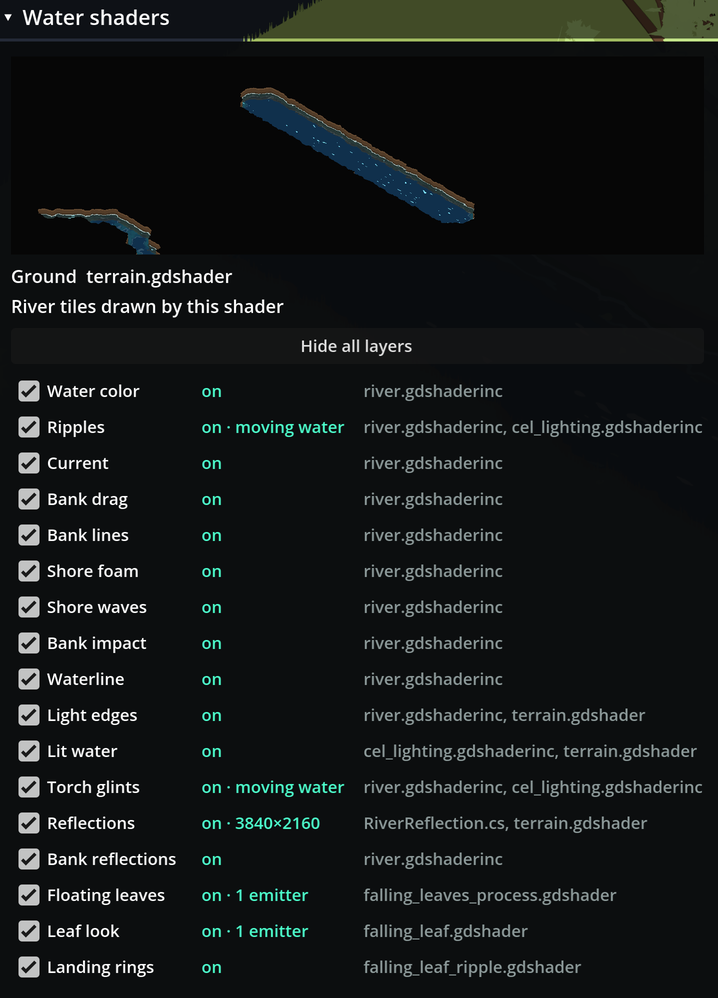 Water shaders
Ground terrain.gdshader
River tiles drawn by this shader
Hide all layers
Water color on river.gdshaderinc
Ripples on · moving water river.gdshaderinc, cel_lighting.gdshaderinc
Current on river.gdshaderinc
Bank drag on river.gdshaderinc
Bank lines on river.gdshaderinc
Shore foam on river.gdshaderinc
Shore waves on river.gdshaderinc
Bank impact on river.gdshaderinc
Waterline on river.gdshaderinc
Light edges on river.gdshaderinc, terrain.gdshader
Lit water on cel_lighting.gdshaderinc, terrain.gdshader
Torch glints on · moving water river.gdshaderinc, cel_lighting.gdshaderinc
Reflections on · 3840×2160 RiverReflection.cs, terrain.gdshader
Bank reflections on river.gdshaderinc
Floating leaves on · 1 emitter falling_leaves_process.gdshader
Leaf look on · 1 emitter falling_leaf.gdshader
Landing rings on falling_leaf_ripple.gdshader